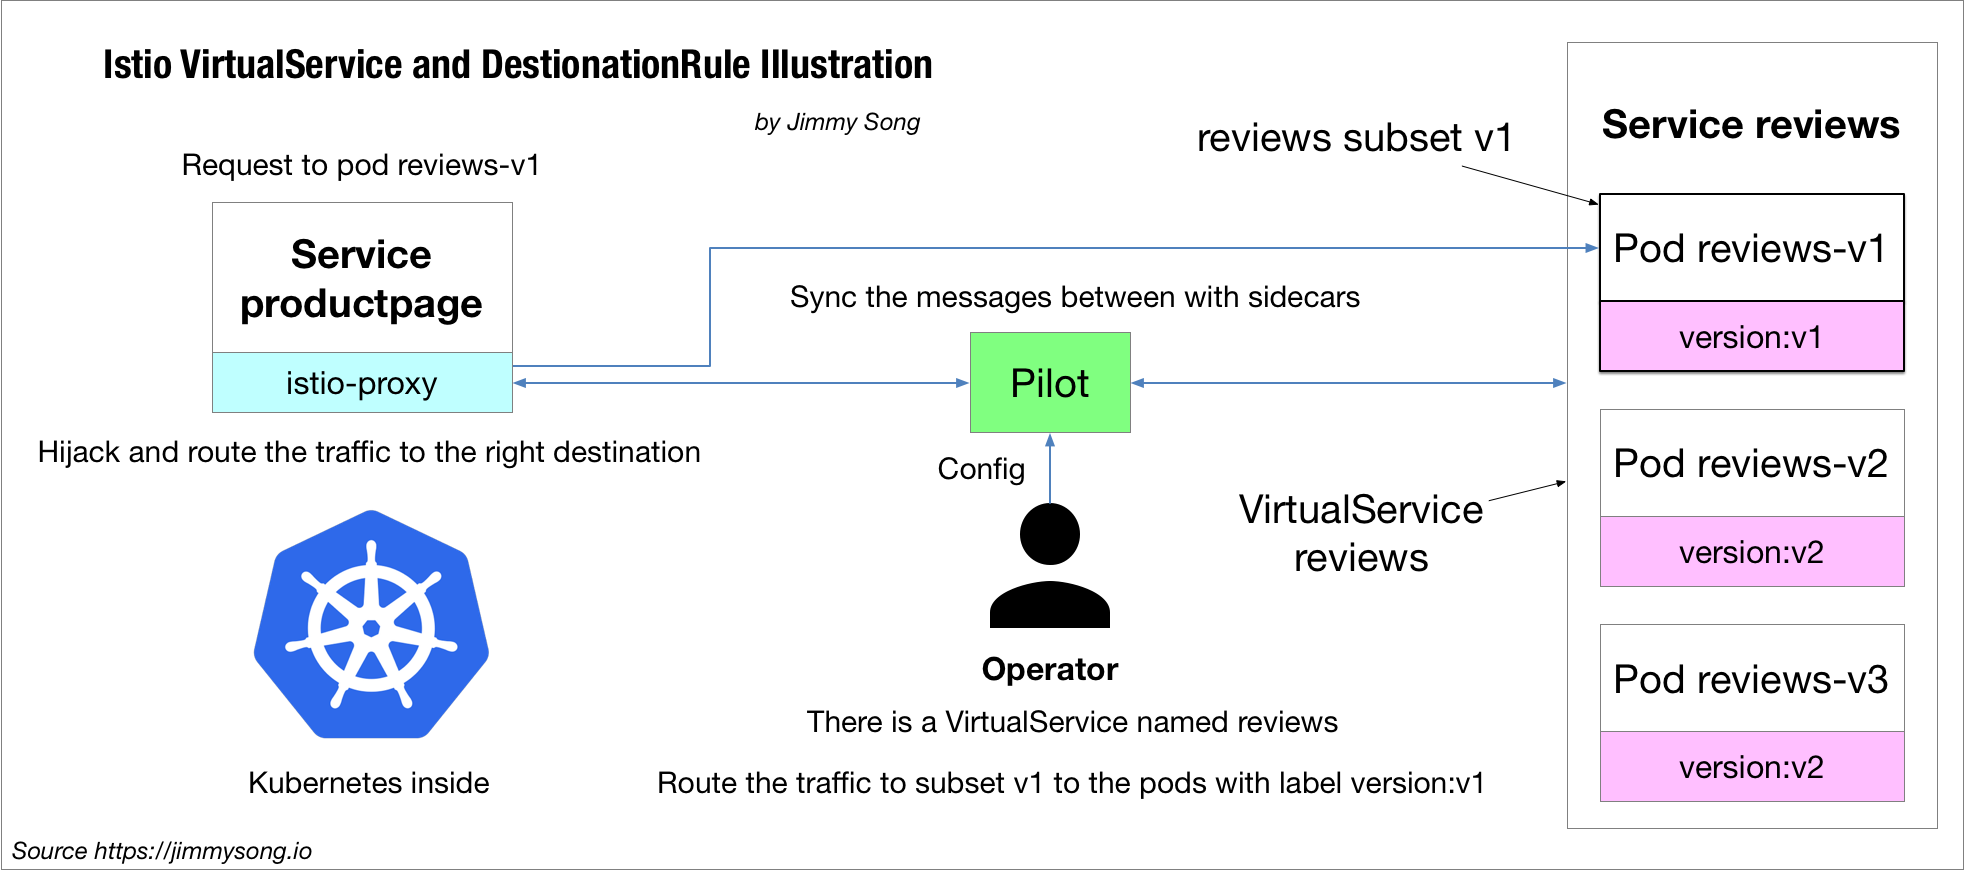 Istio VirtualService and DestionationRule Illustration
by Jimmy Song
Request to pod reviews-v1
Service
productpage
istio-proxy
Hijack and route the traffic to the right destination
Kubernetes inside
Source https://jimmysong.io
Sync the messages between with sidecars
Pilot
Config
Operator
There is a VirtualService named reviews
Route the traffic to subset v1 to the pods with label version:v1
reviews subset v1
VirtualService
reviews
Service reviews
Pod reviews-v1
version:v1
Pod reviews-v2
version:v2
Pod reviews-v3
version:v2